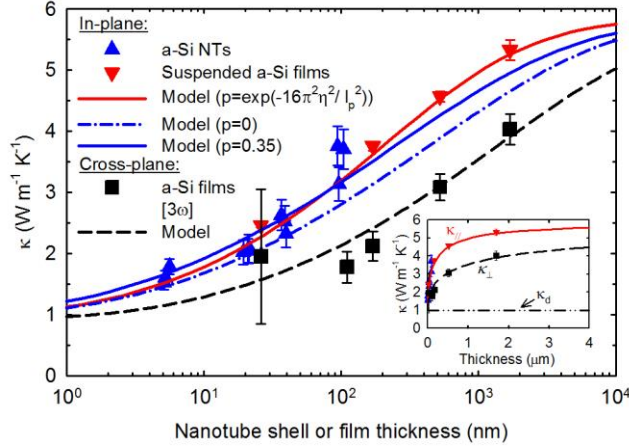 In-plane:
a-Si NTs
Suspended a-Si films
Model (p=exp(-16π²η²/ lₚ²))
Model (p=0)
Model (p=0.35)
Cross-plane:
a-Si films
[3ω]
Model
κ (W m⁻¹ K⁻¹)
6
5
4
3
2
1
0
10⁰ 10¹ 10² 10³ 10⁴
Nanotube shell or film thickness (nm)
κ (W m⁻¹ K⁻¹)
6
5
4
3
2
1
0
κ//
κ⊥
κd
0 1 2 3 4
Thickness (μm)